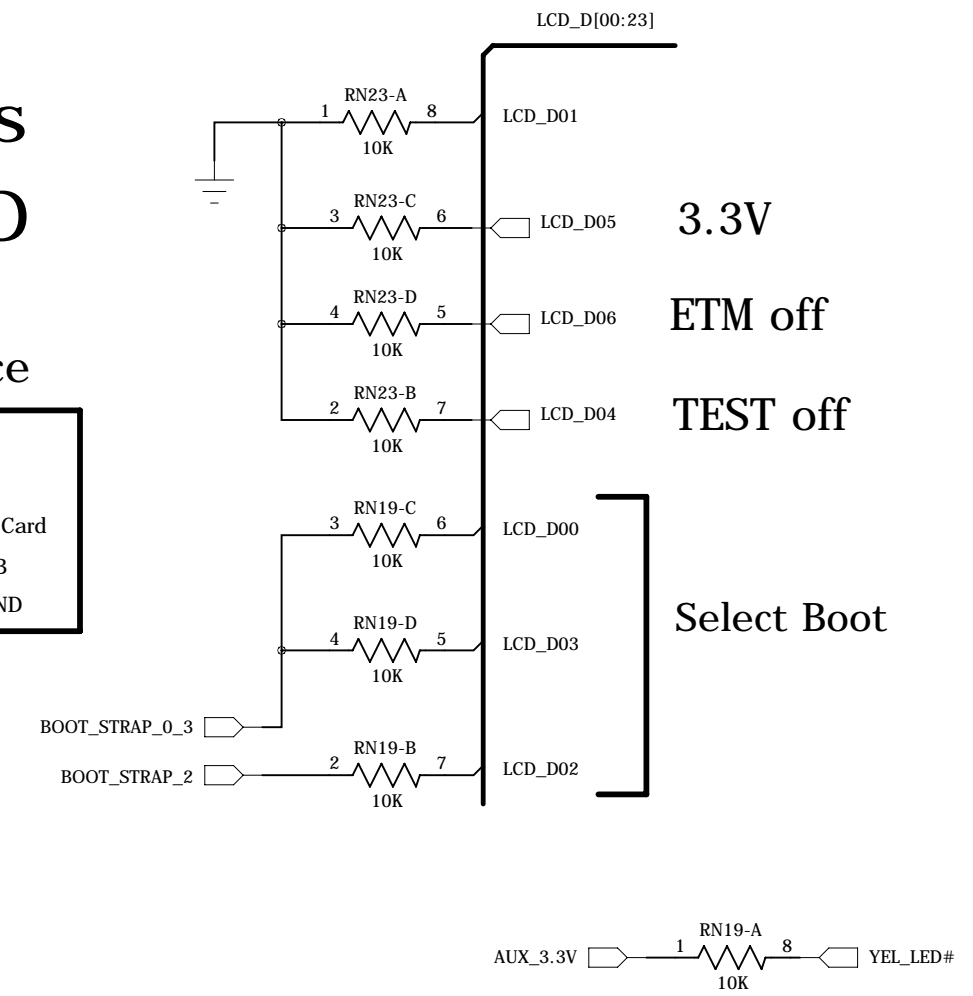 LCD_D[00:23]
RN23-A
1 8
10K
LCD_D01
RN23-C
3 6
10K
LCD_D05
3.3V
RN23-D
4 5
10K
LCD_D06
ETM off
RN23-B
2 7
10K
LCD_D04
TEST off
Card
RN19-C
3 6
10K
LCD_D00
Select Boot
RN19-D
4 5
10K
LCD_D03
BOOT_STRAP_0_3
BOOT_STRAP_2
RN19-B
2 7
10K
LCD_D02
AUX_3.3V
RN19-A
1 8
10K
YEL_LED#